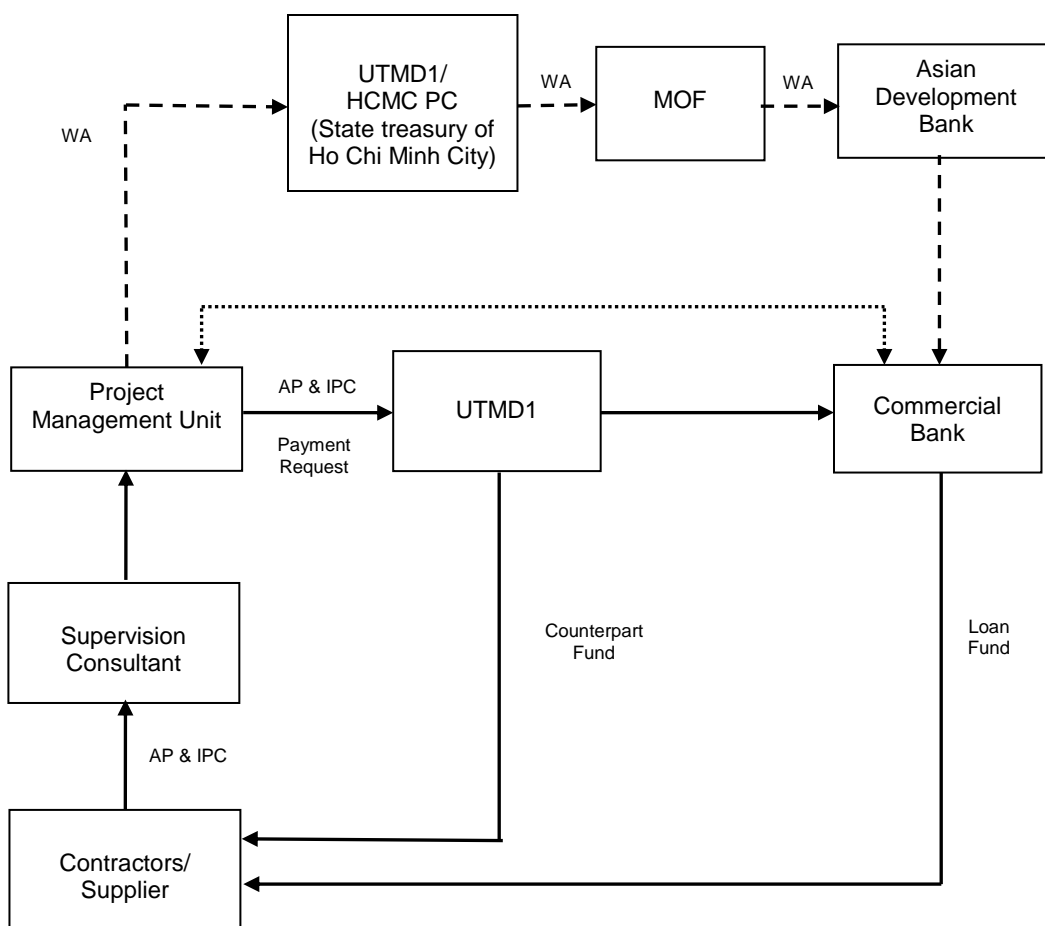 UTMD1/
HCMC PC
(State treasury of
Ho Chi Minh City)
WA
MOF
WA
Asian
Development
Bank
WA
Project
Management Unit
AP & IPC
Payment
Request
UTMD1
Commercial
Bank
Supervision
Consultant
Counterpart
Fund
Loan
Fund
AP & IPC
Contractors/
Supplier